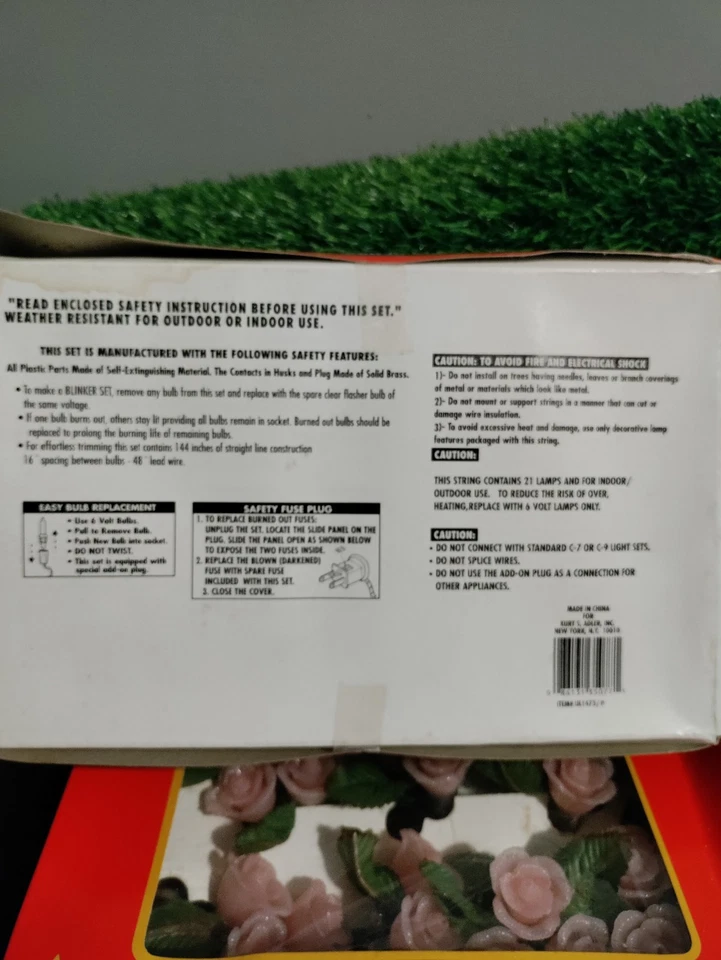 "READ ENCLOSED SAFETY INSTRUCTION BEFORE USING THIS SET."
WEATHER RESISTANT FOR OUTDOOR OR INDOOR USE.
THIS SET IS MANUFACTURED WITH THE FOLLOWING SAFETY FEATURES:
All Plastic Parts Made of Self-Extinguishing Material. The Contacts in Husks and Plug Made of Solid Brass.
• To make a BLINKER SET, remove any bulb from this set and replace with the spare clear flasher bulb of
the same voltage.
• If one bulb burns out, others stay lit providing all bulbs remain in socket. Burned out bulbs should be
replaced to prolong the burning life of remaining bulbs.
• For effortless trimming this set contains 144 inches of straight line construction
16" spacing between bulbs - 48" lead wire.
EASY BULB REPLACEMENT
• Use 6 Volt Bulbs.
• Pull to Remove Bulb.
• Push New Bulb into socket.
• DO NOT TWIST.
• This set is equipped with
special add-on plug.
SAFETY FUSE PLUG
1. TO REPLACE BURNED OUT FUSES:
UNPLUG THE SET. LOCATE THE SLIDE PANEL ON THE
PLUG. SLIDE THE PANEL OPEN AS SHOWN BELOW
TO EXPOSE THE TWO FUSES INSIDE.
2. REPLACE THE BLOWN (DARKENED)
FUSE WITH SPARE FUSE
INCLUDED WITH THIS SET.
3. CLOSE THE COVER.
CAUTION: TO AVOID FIRE AND ELECTRICAL SHOCK
1)- Do not install on trees having needles, leaves or branch coverings
of metal or materials which look like metal.
2)- Do not mount or support strings in a manner that can cut or
damage wire insulation.
3)- To avoid excessive heat and damage, use only decorative lamp
features packaged with this string.
CAUTION:
THIS STRING CONTAINS 21 LAMPS AND FOR INDOOR/
OUTDOOR USE. TO REDUCE THE RISK OF OVER,
HEATING,REPLACE WITH 6 VOLT LAMPS ONLY.
CAUTION:
• DO NOT CONNECT WITH STANDARD C-7 OR C-9 LIGHT SETS.
• DO NOT SPLICE WIRES.
• DO NOT USE THE ADD-ON PLUG AS A CONNECTION FOR
OTHER APPLIANCES.
MADE IN CHINA
FOR
KURT S. ADLER, INC.
NEW YORK, N.Y. 10010